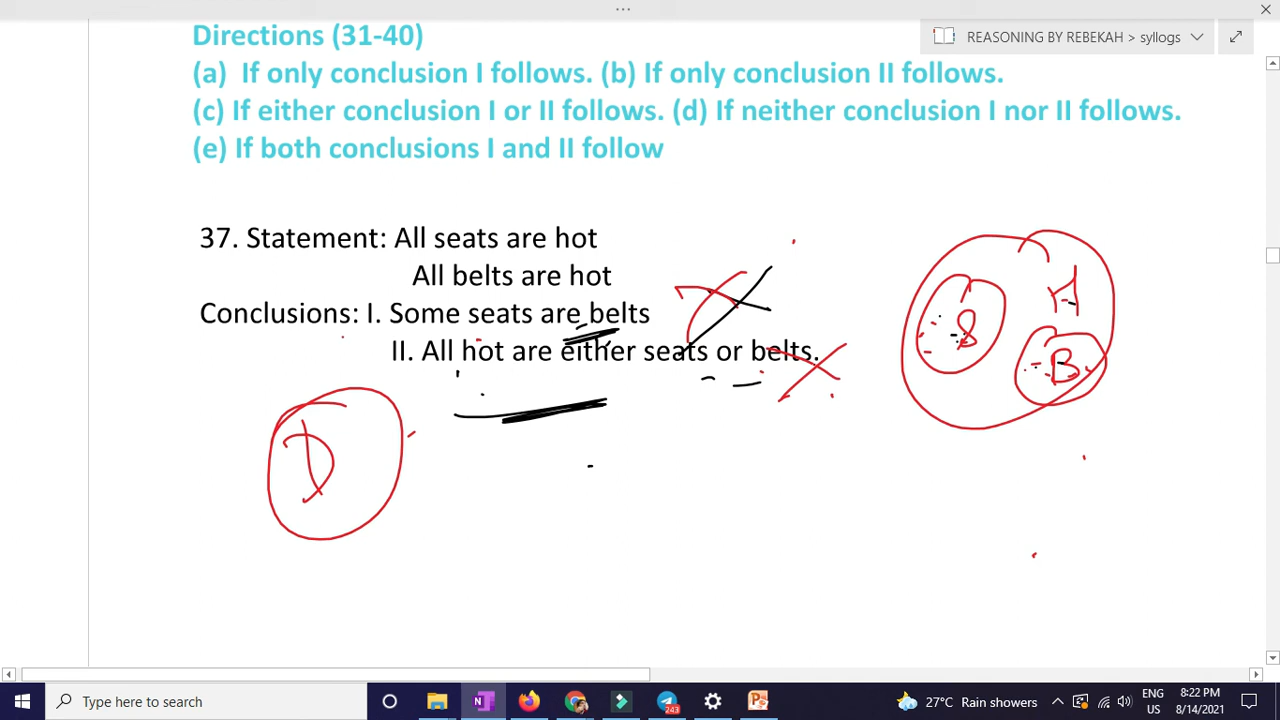 ...
REASONING BY REBEKAH > syllogs
Directions (31-40)
(a) If only conclusion I follows. (b) If only conclusion II follows.
(c) If either conclusion I or II follows. (d) If neither conclusion I nor II follows.
(e) If both conclusions I and II follow
37. Statement: All seats are hot
All belts are hot
Conclusions: I. Some seats are belts
II. All hot are either seats or belts.
H
S
B
D
Type here to search
243
27°C Rain showers
ENG
US
8:22 PM
8/14/2021